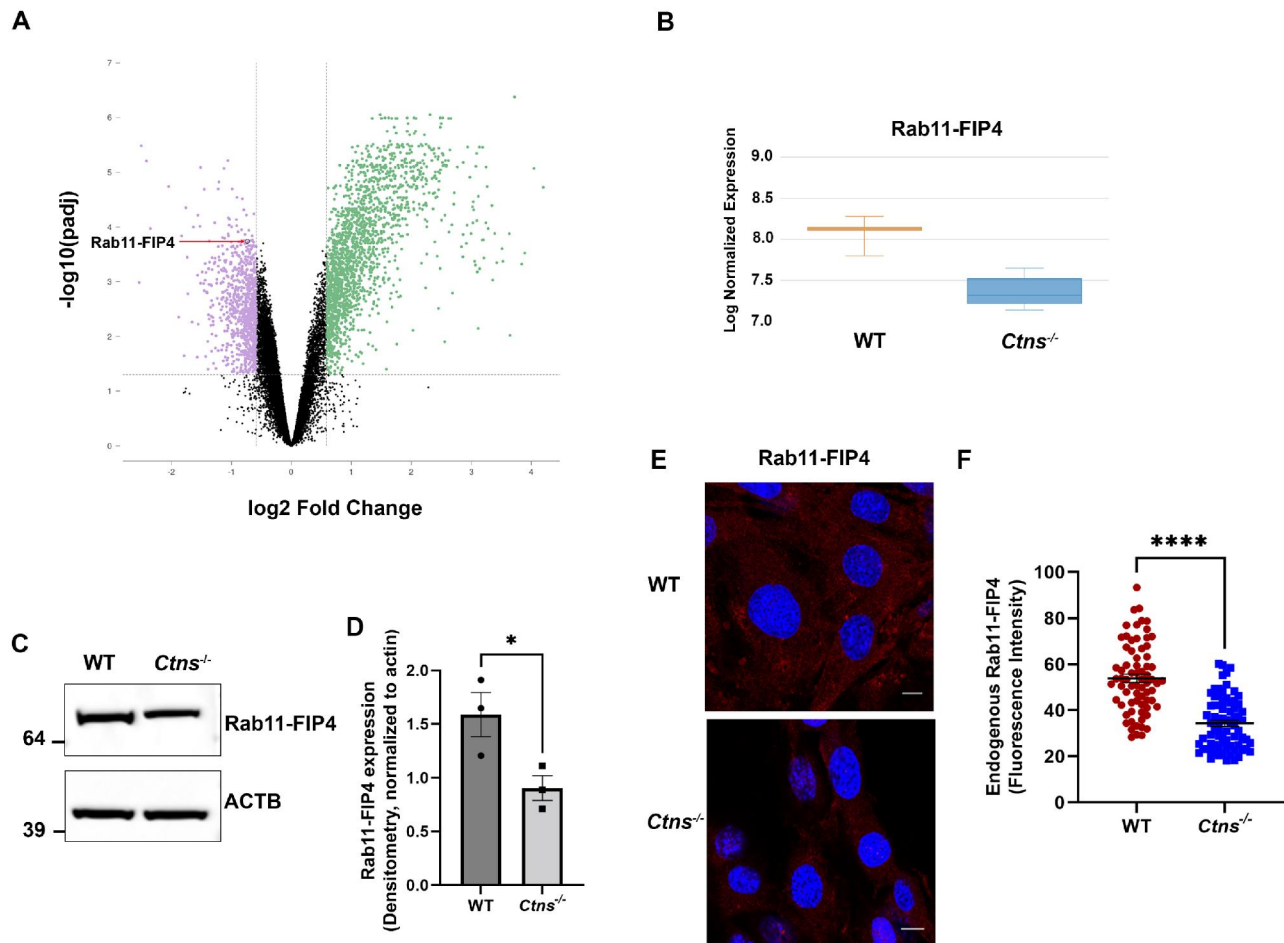 A
7
6
5
4
3
2
1
0
-log10(padj)
Rab11-FIP4
-2
-1
0
1
2
3
4
log2 Fold Change
B
Rab11-FIP4
Log Normalized Expression
9.0
8.5
8.0
7.5
7.0
WT
Ctns-/-
C
WT
Ctns-/-
Rab11-FIP4
64
ACTB
39
D
Rab11-FIP4 expression
(Densitometry, normalized to actin)
*
2.0
1.5
1.0
0.5
0.0
WT
Ctns-/-
E
Rab11-FIP4
WT
Ctns-/-
F
Endogenous Rab11-FIP4
(Fluorescence Intensity)
****
100
80
60
40
20
0
WT
Ctns-/-